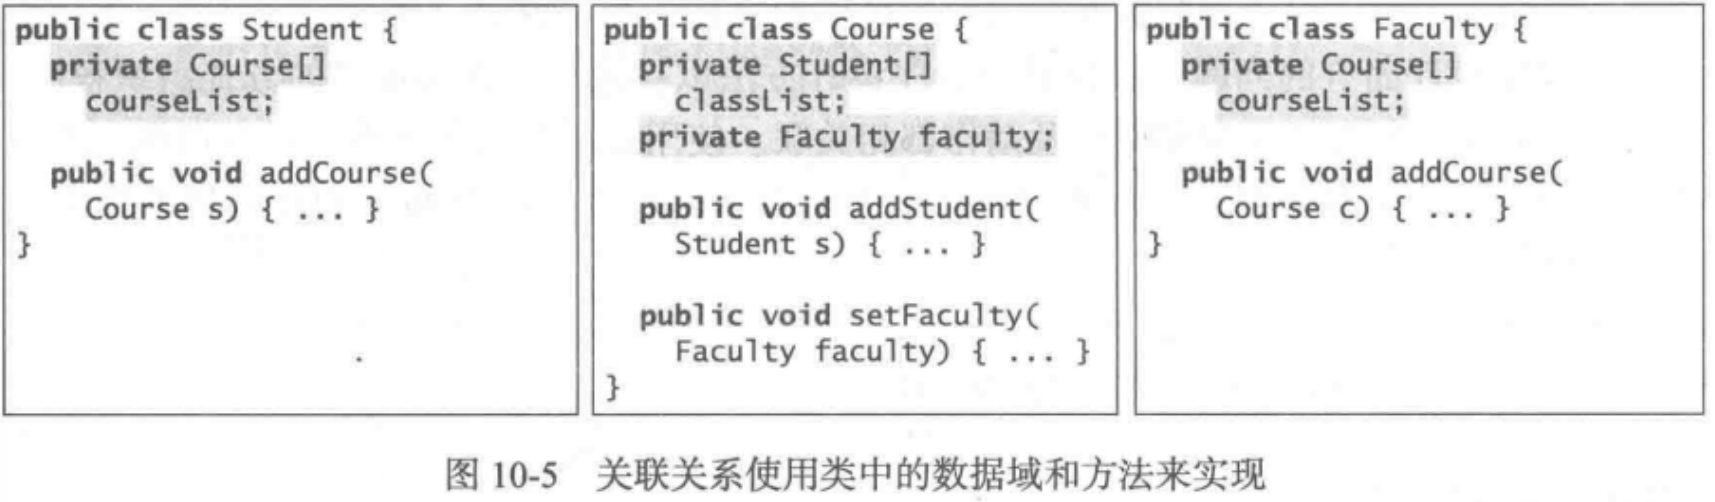 public class Student {
  private Course[]
    courseList;

  public void addCourse(
    Course s) { ... }
}
public class Course {
  private Student[]
    classList;
  private Faculty faculty;

  public void addStudent(
    Student s) { ... }

  public void setFaculty(
    Faculty faculty) { ... }
}
public class Faculty {
  private Course[]
    courseList;

  public void addCourse(
    Course c) { ... }
}
图 10-5 关联关系使用类中的数据域和方法来实现